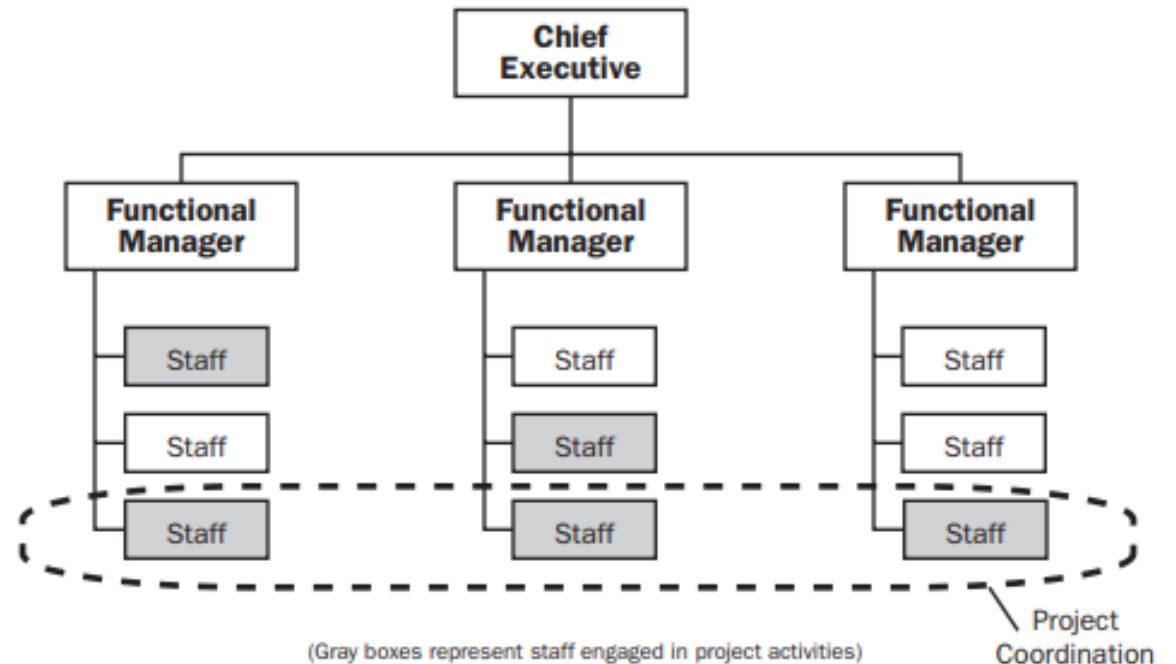 Chief
Executive
Functional
Manager
Functional
Manager
Functional
Manager
Staff
Staff
Staff
Staff
Staff
Staff
Staff
Staff
Staff
Project
Coordination
(Gray boxes represent staff engaged in project activities)